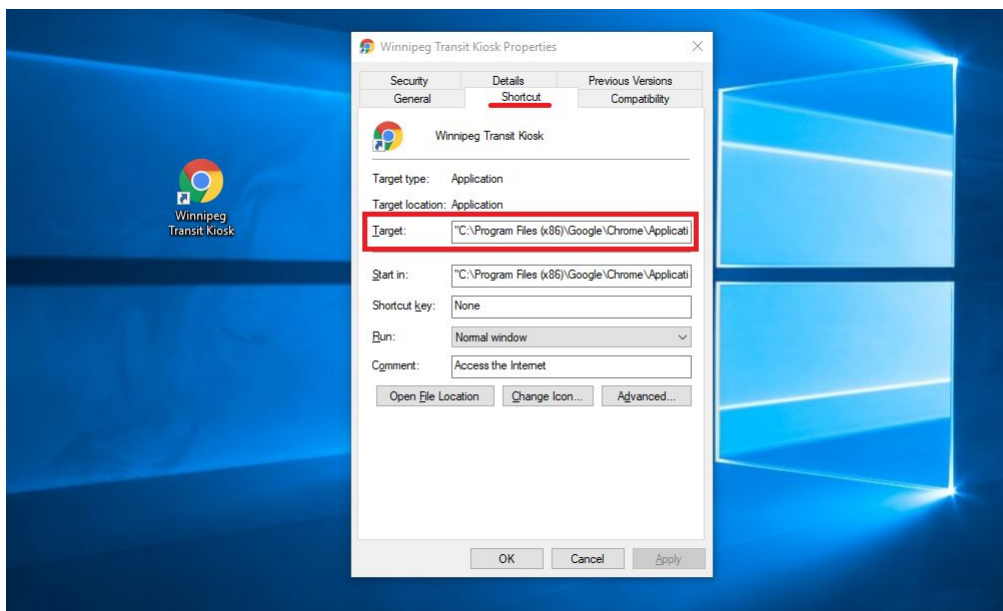 Winnipeg Transit Kiosk Properties
Security Details Previous Versions
General Shortcut Compatibility
Winnipeg Transit Kiosk
Target type: Application
Target location: Application
Target: "C:\Program Files (x86)\Google\Chrome\Applicati
Start in: "C:\Program Files (x86)\Google\Chrome\Applicati
Shortcut key: None
Run: Normal window
Comment: Access the Internet
Open File Location Change Icon... Advanced...
OK Cancel Apply
Winnipeg
Transit Kiosk